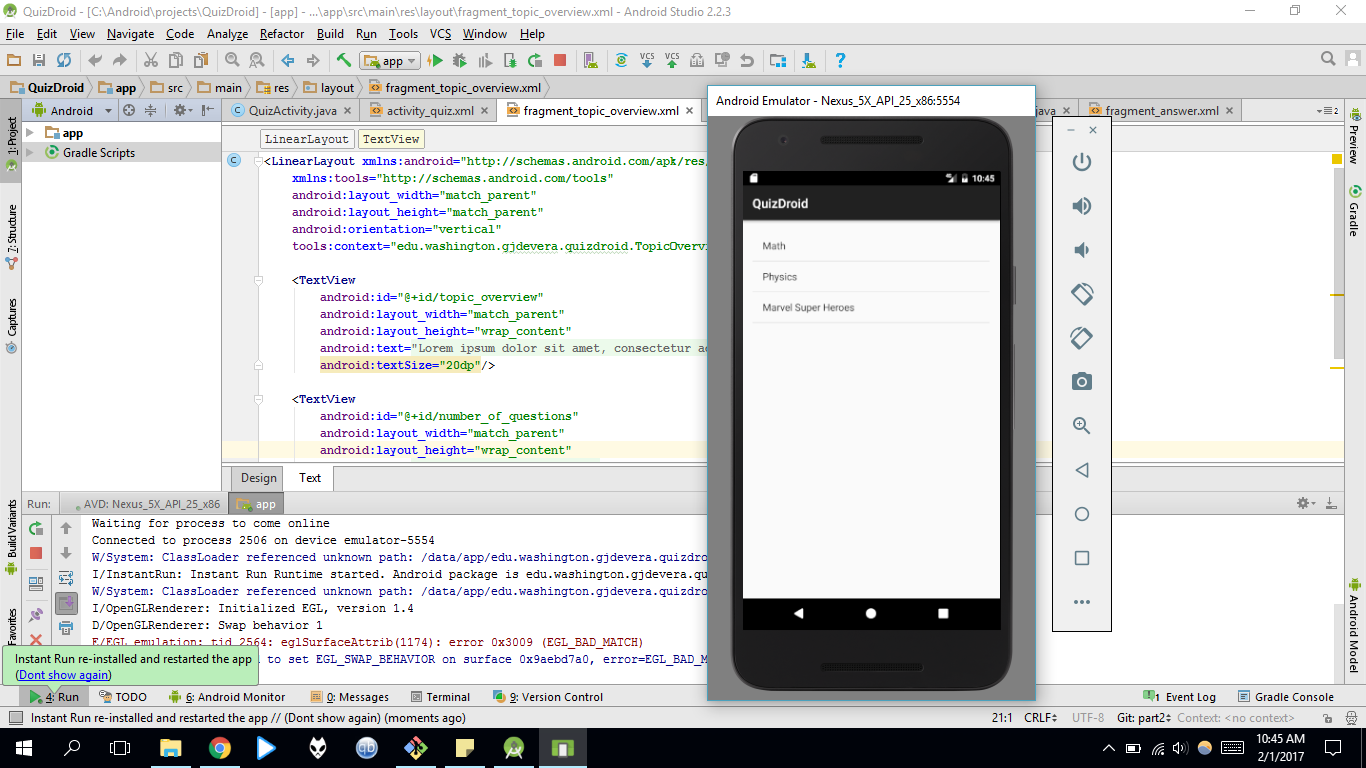 QuizDroid - [C:\Android\projects\QuizDroid] - [app] - ...\app\src\main\res\layout\fragment_topic_overview.xml - Android Studio 2.2.3
File Edit View Navigate Code Analyze Refactor Build Run Tools VCS Window Help
app
VCS VCS
QuizDroid app src main res layout fragment_topic_overview.xml
Android Emulator - Nexus_5X_API_25_x86:5554
Android
QuizActivity.java activity_quiz.xml fragment_topic_overview.xml java fragment_answer.xml
2
app
Gradle Scripts
LinearLayout TextView
<LinearLayout xmlns:android="http://schemas.android.com/apk/res/
xmlns:tools="http://schemas.android.com/tools"
android:layout_width="match_parent"
android:layout_height="match_parent"
android:orientation="vertical"
tools:context="edu.washington.gjdevera.quizdroid.TopicOverv
<TextView
android:id="@+id/topic_overview"
android:layout_width="match_parent"
android:layout_height="wrap_content"
android:text="Lorem ipsum dolor sit amet, consectetur ad
android:textSize="20dp"/>
<TextView
android:id="@+id/number_of_questions"
android:layout_width="match_parent"
android:layout_height="wrap_content"
Design Text
10:45
QuizDroid
Math
Physics
Marvel Super Heroes
1: Project
7: Structure
Captures
Build Variants
Favorites
Preview
Gradle
Android Model
Run: AVD: Nexus_5X_API_25_x86 app
Waiting for process to come online
Connected to process 2506 on device emulator-5554
W/System: ClassLoader referenced unknown path: /data/app/edu.washington.gjdevera.quizdro
I/InstantRun: Instant Run Runtime started. Android package is edu.washington.gjdevera.qu
W/System: ClassLoader referenced unknown path: /data/app/edu.washington.gjdevera.quizdro
I/OpenGLRenderer: Initialized EGL, version 1.4
D/OpenGLRenderer: Swap behavior 1
E/EGL_emulation: tid 2564: eglSurfaceAttrib(1174): error 0x3009 (EGL_BAD_MATCH)
to set EGL_SWAP_BEHAVIOR on surface 0x9aebd7a0, error=EGL_BAD_M
Instant Run re-installed and restarted the app
(Dont show again)
4: Run TODO 6: Android Monitor 0: Messages Terminal 9: Version Control 1 Event Log Gradle Console
Instant Run re-installed and restarted the app // (Dont show again) (moments ago) 21:1 CRLF UTF-8 Git: part2 Context: <no context>
qb
10:45 AM
2/1/2017